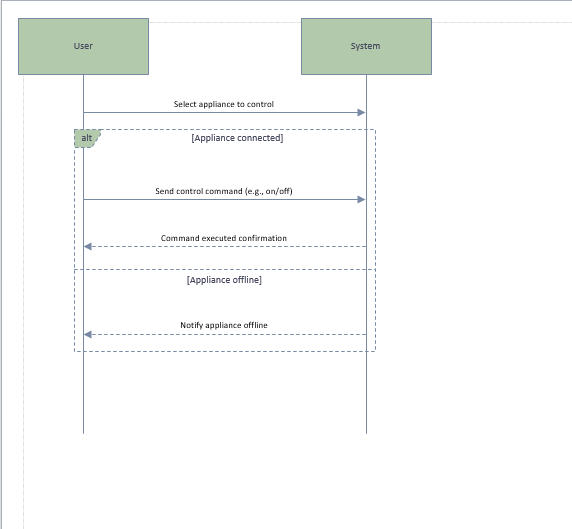 User
System
Select appliance to control
alt
[Appliance connected]
Send control command (e.g., on/off)
Command executed confirmation
[Appliance offline]
Notify appliance offline